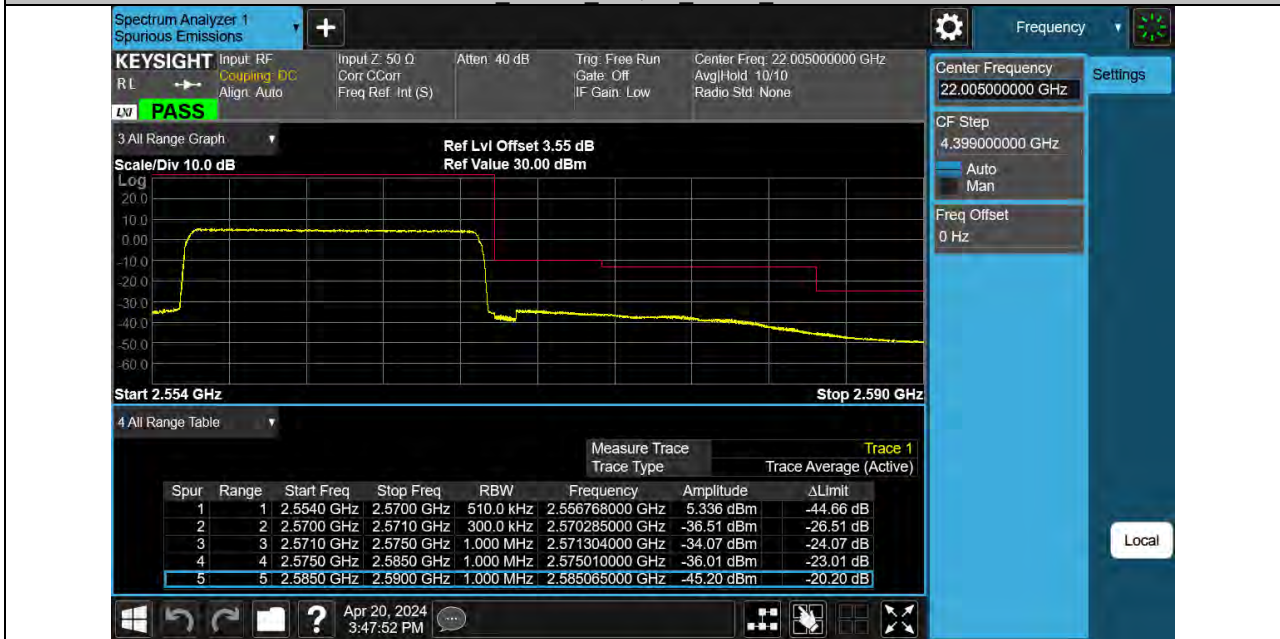 Spectrum Analyzer 1
Spurious Emissions
Frequency
KEYSIGHT
RL
LXI PASS
Input: RF
Coupling: DC
Align: Auto
Input Z: 50 Ω
Corr CCorr
Freq Ref: Int (S)
Atten: 40 dB
Trig: Free Run
Gate: Off
IF Gain: Low
Center Freq: 22.005000000 GHz
Avg|Hold: 10/10
Radio Std: None
Center Frequency
22.005000000 GHz
Settings
CF Step
4.399000000 GHz
Auto
Man
Freq Offset
0 Hz
Local
3 All Range Graph
Scale/Div 10.0 dB
Ref Lvl Offset 3.55 dB
Ref Value 30.00 dBm
Log
20.0
10.0
0.00
-10.0
-20.0
-30.0
-40.0
-50.0
-60.0
Start 2.554 GHz
Stop 2.590 GHz
4 All Range Table
Measure Trace Trace 1
Trace Type Trace Average (Active)
Spur Range Start Freq Stop Freq RBW Frequency Amplitude ΔLimit
1 1 2.5540 GHz 2.5700 GHz 510.0 kHz 2.556768000 GHz 5.336 dBm -44.66 dB
2 2 2.5700 GHz 2.5710 GHz 300.0 kHz 2.570285000 GHz -36.51 dBm -26.51 dB
3 3 2.5710 GHz 2.5750 GHz 1.000 MHz 2.571304000 GHz -34.07 dBm -24.07 dB
4 4 2.5750 GHz 2.5850 GHz 1.000 MHz 2.575010000 GHz -36.01 dBm -23.01 dB
5 5 2.5850 GHz 2.5900 GHz 1.000 MHz 2.585065000 GHz -45.20 dBm -20.20 dB
Apr 20, 2024
3:47:52 PM